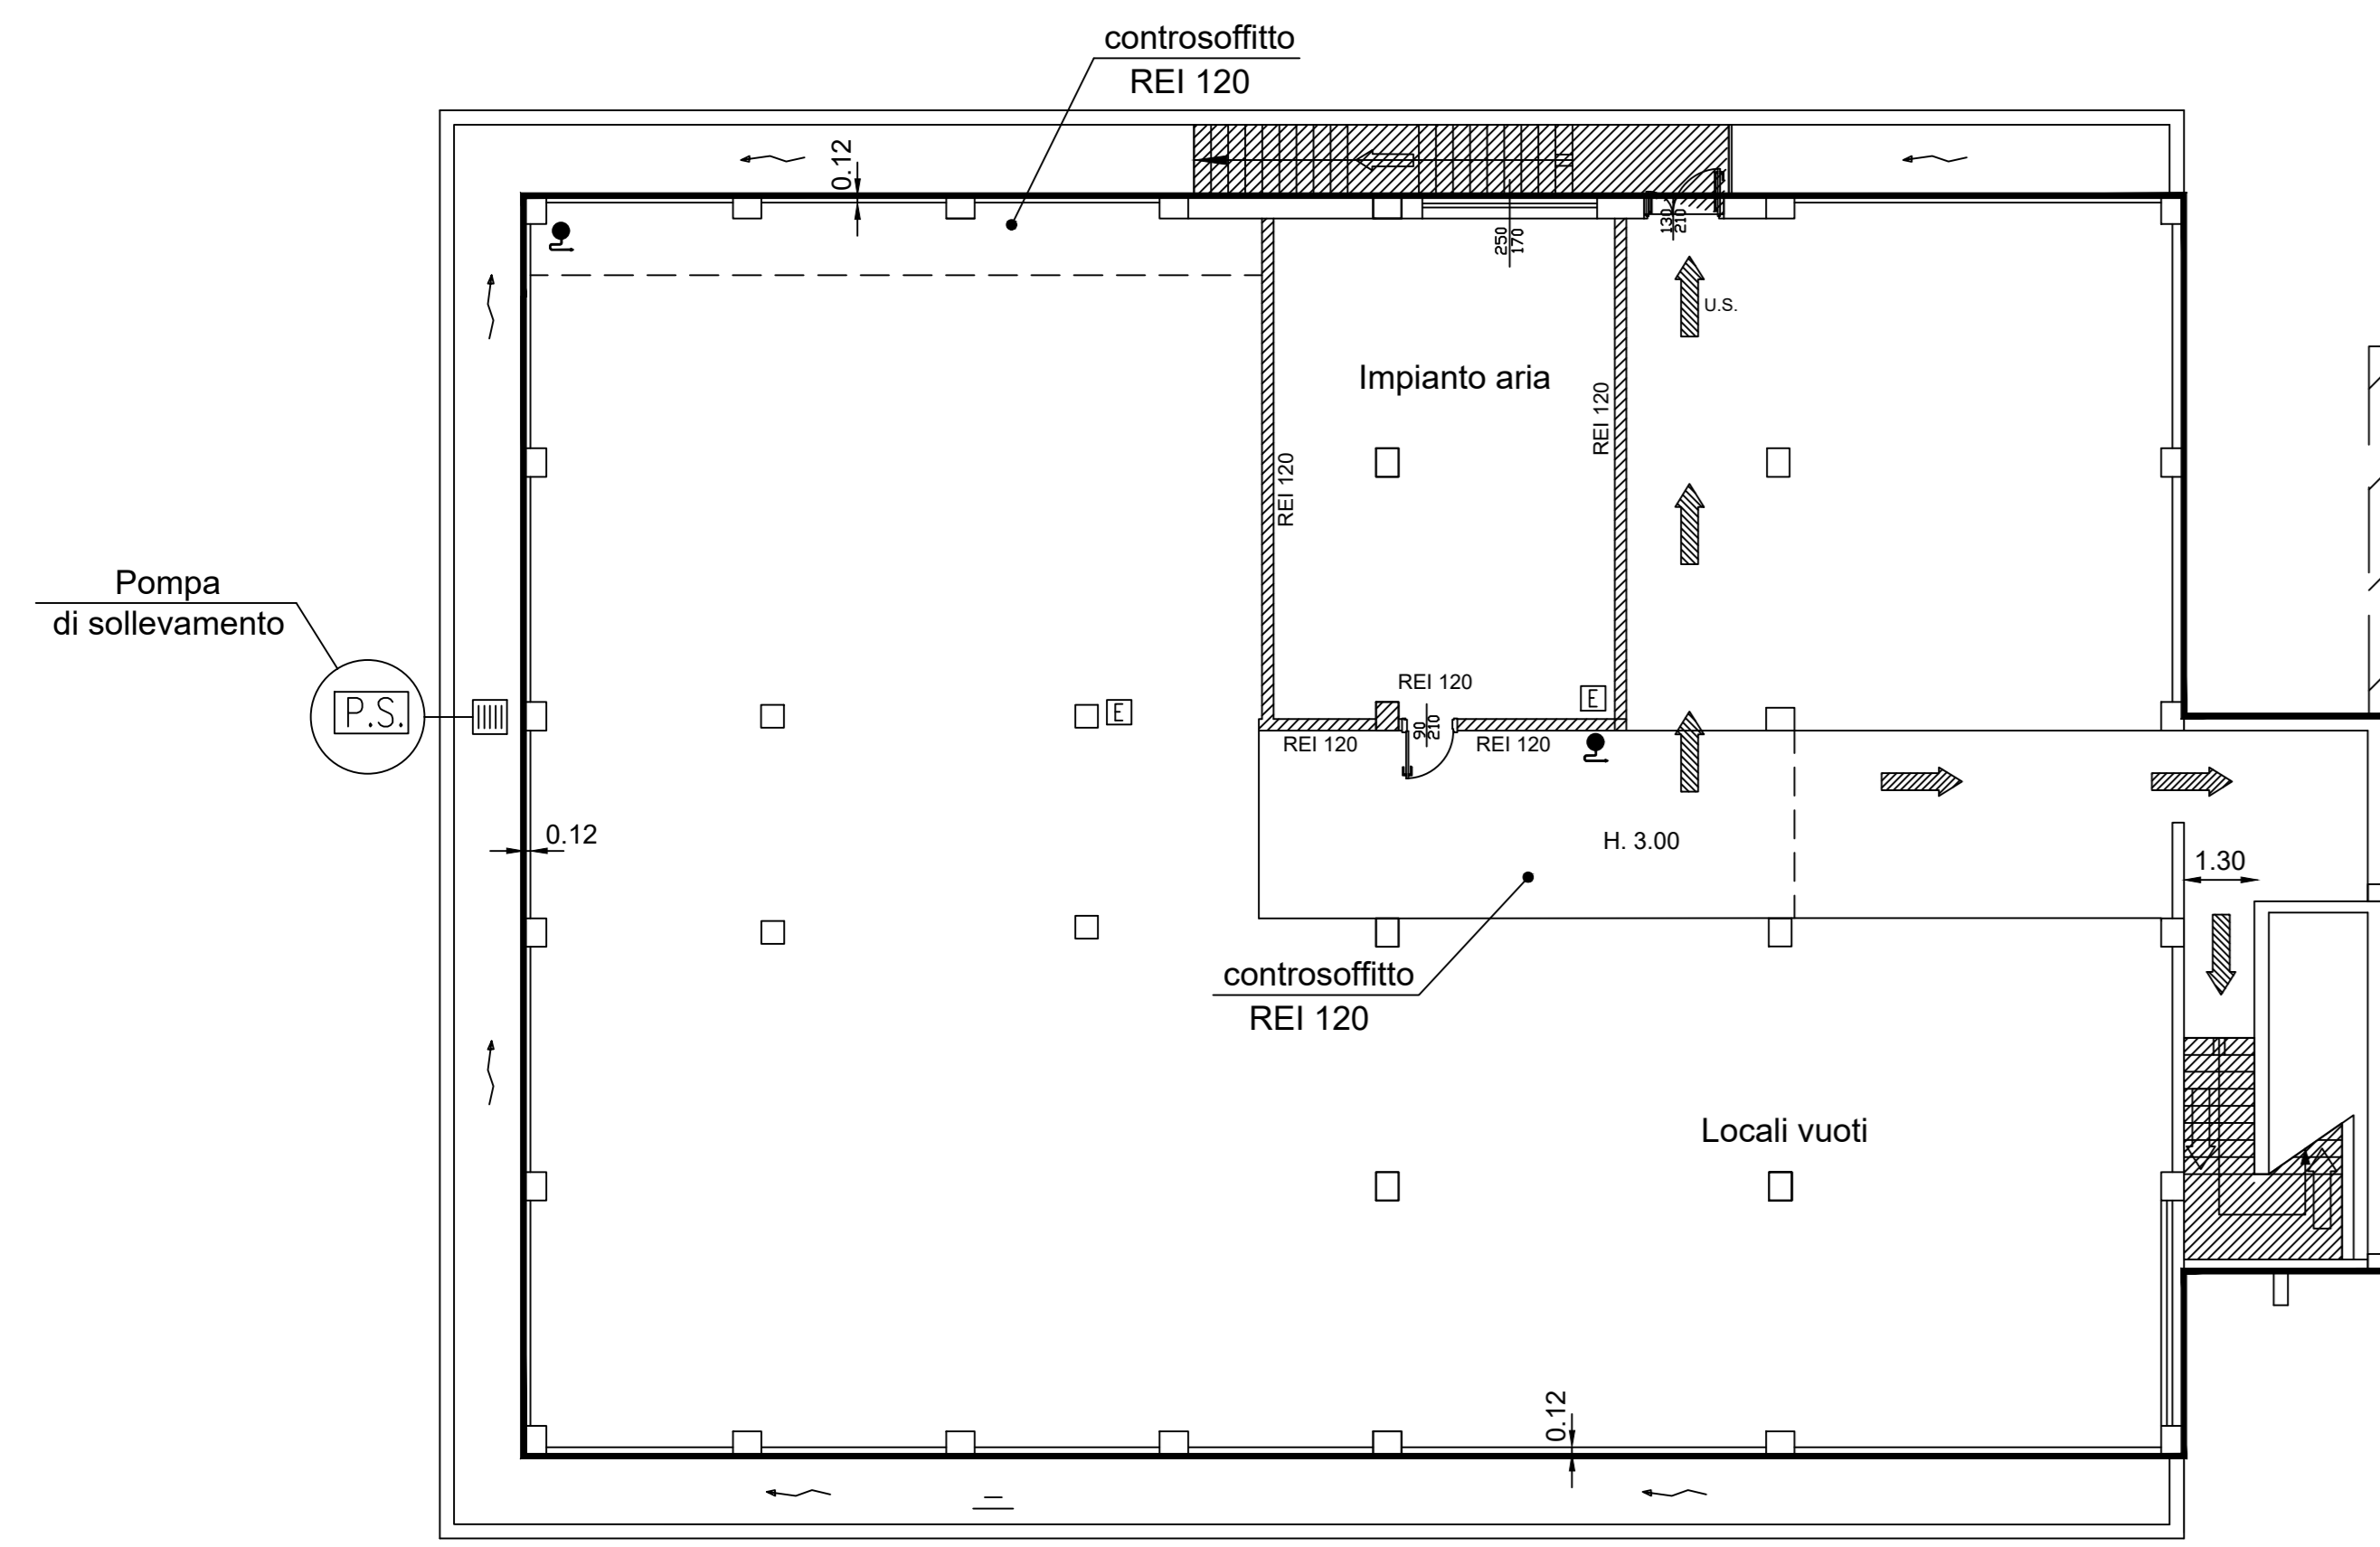 controsoffitto
REI 120
0.12
250
170
130
210
U.S.
Impianto aria
REI 120
REI 120
Pompa
di sollevamento
P.S.
E
REI 120
E
90
210
REI 120
REI 120
0.12
H. 3.00
1.30
controsoffitto
REI 120
Locali vuoti
0.12